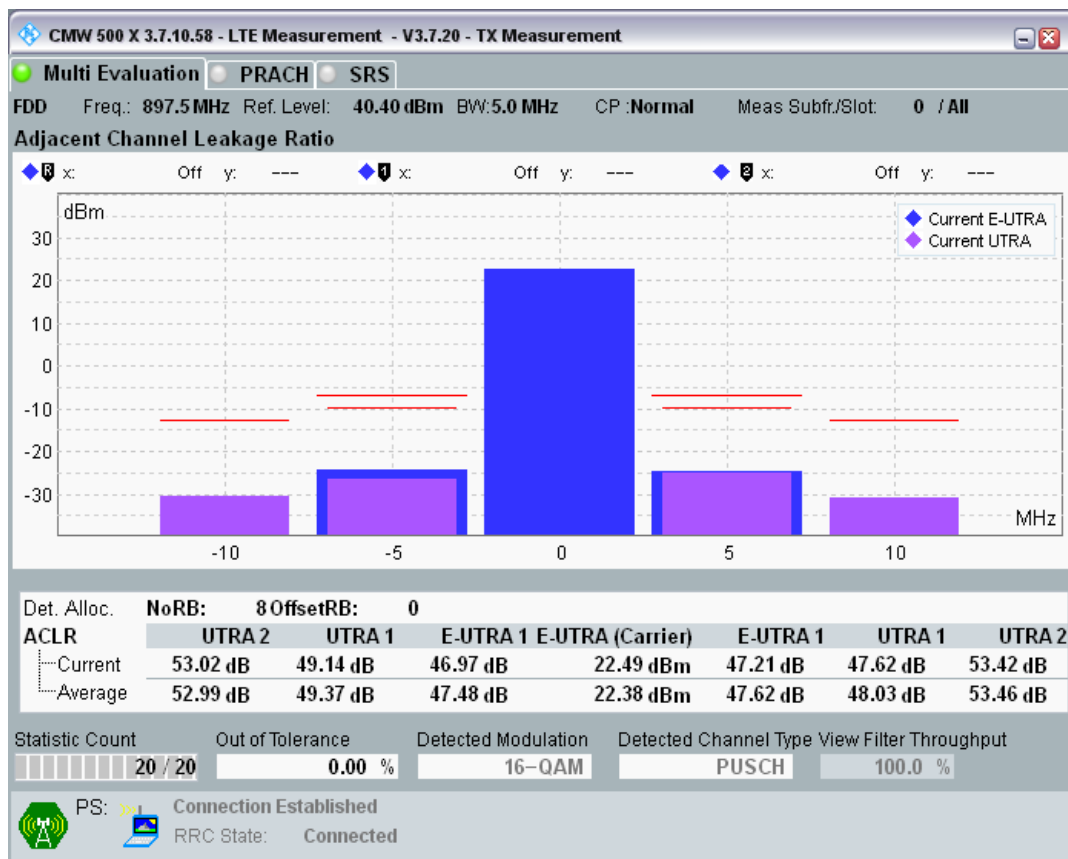 CMW 500 X 3.7.10.58 - LTE Measurement - V3.7.20 - TX Measurement
Multi Evaluation PRACH SRS
FDD Freq.: 897.5 MHz Ref. Level: 40.40 dBm BW:5.0 MHz CP :Normal Meas Subfr./Slot: 0 / All
Adjacent Channel Leakage Ratio
R x: Off y: --- 1 x: Off y: --- 2 x: Off y: ---
dBm
Current E-UTRA
Current UTRA
30
20
10
0
-10
-20
-30
MHz
-10 -5 0 5 10
Det. Alloc. NoRB: 8 OffsetRB: 0
ACLR UTRA 2 UTRA 1 E-UTRA 1 E-UTRA (Carrier) E-UTRA 1 UTRA 1 UTRA 2
Current 53.02 dB 49.14 dB 46.97 dB 22.49 dBm 47.21 dB 47.62 dB 53.42 dB
Average 52.99 dB 49.37 dB 47.48 dB 22.38 dBm 47.62 dB 48.03 dB 53.46 dB
Statistic Count Out of Tolerance Detected Modulation Detected Channel Type View Filter Throughput
20 / 20 0.00 % 16-QAM PUSCH 100.0 %
PS: Connection Established
RRC State: Connected